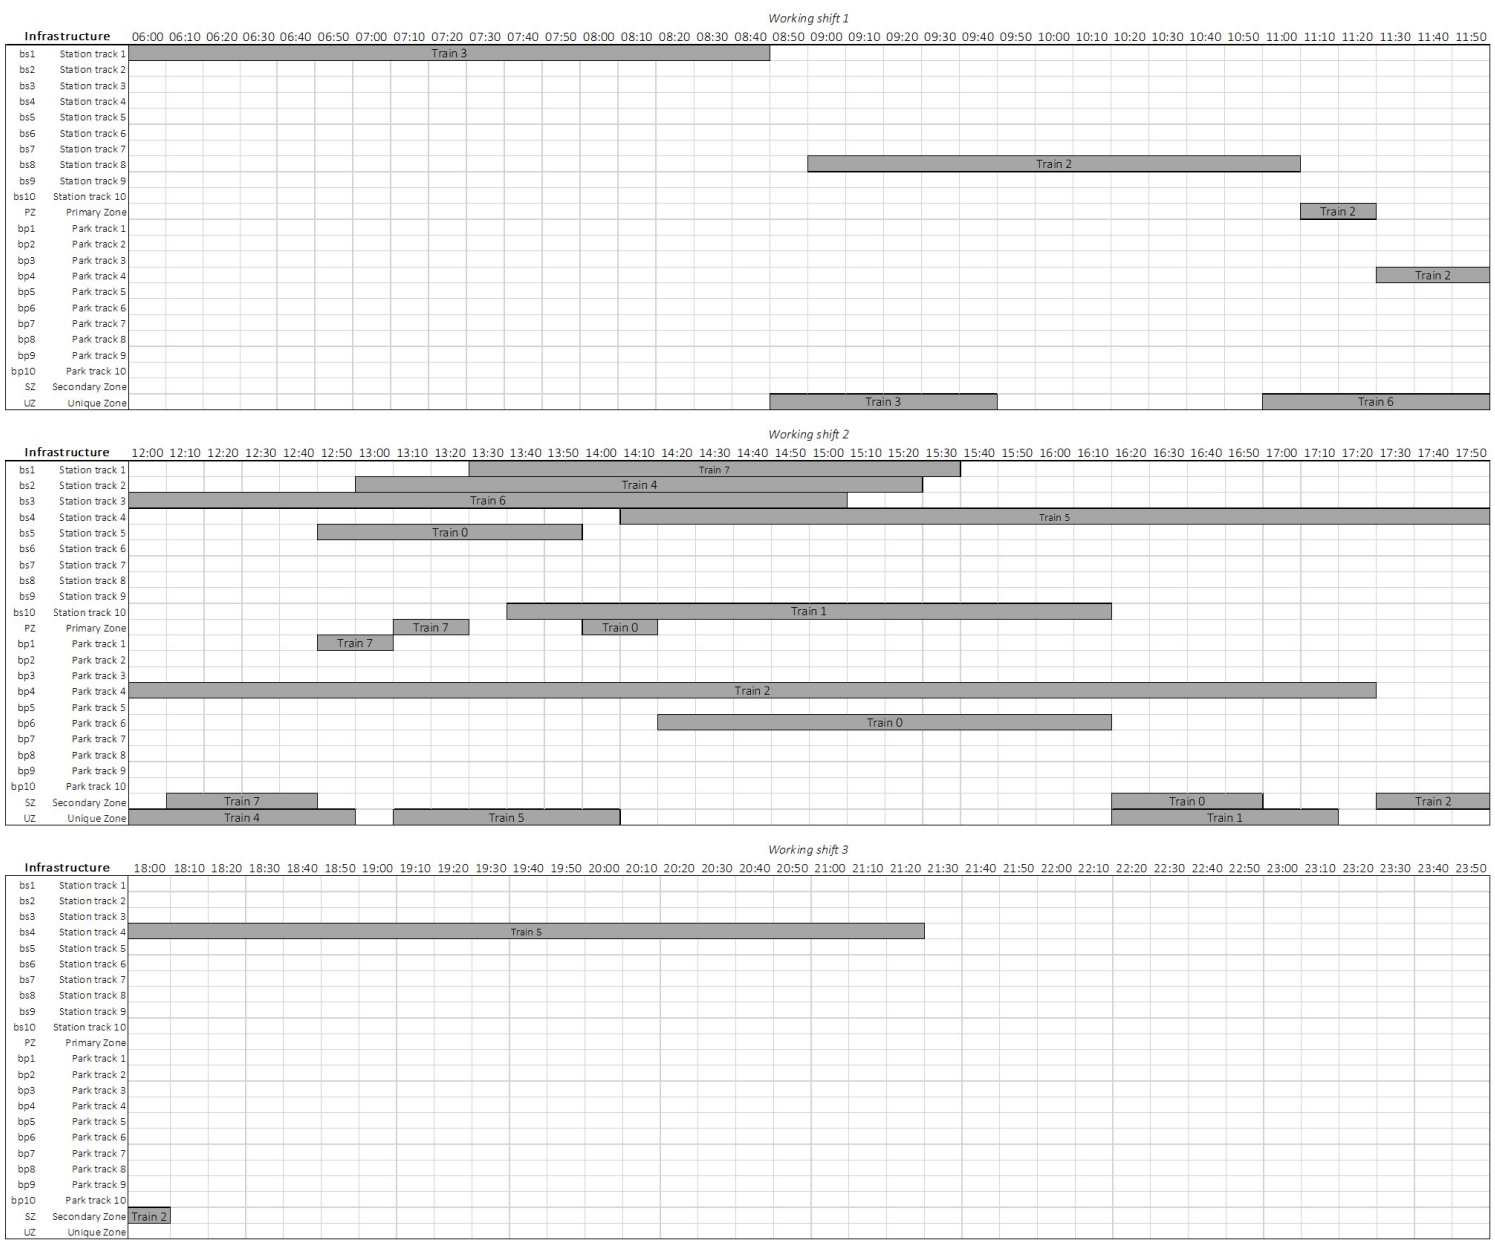 Working shift 1
Infrastructure 06:00 06:10 06:20 06:30 06:40 06:50 07:00 07:10 07:20 07:30 07:40 07:50 08:00 08:10 08:20 08:30 08:40 08:50 09:00 09:10 09:20 09:30 09:40 09:50 10:00 10:10 10:20 10:30 10:40 10:50 11:00 11:10 11:20 11:30 11:40 11:50
bs1 Station track 1 Train 3
bs2 Station track 2
bs3 Station track 3
bs4 Station track 4
bs5 Station track 5
bs6 Station track 6
bs7 Station track 7
bs8 Station track 8 Train 2
bs9 Station track 9
bs10 Station track 10
PZ Primary Zone Train 2
bp1 Park track 1
bp2 Park track 2
bp3 Park track 3
bp4 Park track 4 Train 2
bp5 Park track 5
bp6 Park track 6
bp7 Park track 7
bp8 Park track 8
bp9 Park track 9
bp10 Park track 10
SZ Secondary Zone
UZ Unique Zone Train 3 Train 6
Working shift 2
Infrastructure 12:00 12:10 12:20 12:30 12:40 12:50 13:00 13:10 13:20 13:30 13:40 13:50 14:00 14:10 14:20 14:30 14:40 14:50 15:00 15:10 15:20 15:30 15:40 15:50 16:00 16:10 16:20 16:30 16:40 16:50 17:00 17:10 17:20 17:30 17:40 17:50
bs1 Station track 1 Train 7
bs2 Station track 2 Train 4
bs3 Station track 3 Train 6
bs4 Station track 4 Train 5
bs5 Station track 5 Train 0
bs6 Station track 6
bs7 Station track 7
bs8 Station track 8
bs9 Station track 9
bs10 Station track 10 Train 1
PZ Primary Zone Train 7 Train 0
bp1 Park track 1 Train 7
bp2 Park track 2
bp3 Park track 3
bp4 Park track 4 Train 2
bp5 Park track 5
bp6 Park track 6 Train 0
bp7 Park track 7
bp8 Park track 8
bp9 Park track 9
bp10 Park track 10
SZ Secondary Zone Train 7 Train 0 Train 2
UZ Unique Zone Train 4 Train 5 Train 1
Working shift 3
Infrastructure 18:00 18:10 18:20 18:30 18:40 18:50 19:00 19:10 19:20 19:30 19:40 19:50 20:00 20:10 20:20 20:30 20:40 20:50 21:00 21:10 21:20 21:30 21:40 21:50 22:00 22:10 22:20 22:30 22:40 22:50 23:00 23:10 23:20 23:30 23:40 23:50
bs1 Station track 1
bs2 Station track 2
bs3 Station track 3
bs4 Station track 4 Train 5
bs5 Station track 5
bs6 Station track 6
bs7 Station track 7
bs8 Station track 8
bs9 Station track 9
bs10 Station track 10
PZ Primary Zone
bp1 Park track 1
bp2 Park track 2
bp3 Park track 3
bp4 Park track 4
bp5 Park track 5
bp6 Park track 6
bp7 Park track 7
bp8 Park track 8
bp9 Park track 9
bp10 Park track 10
SZ Secondary Zone Train 2
UZ Unique Zone